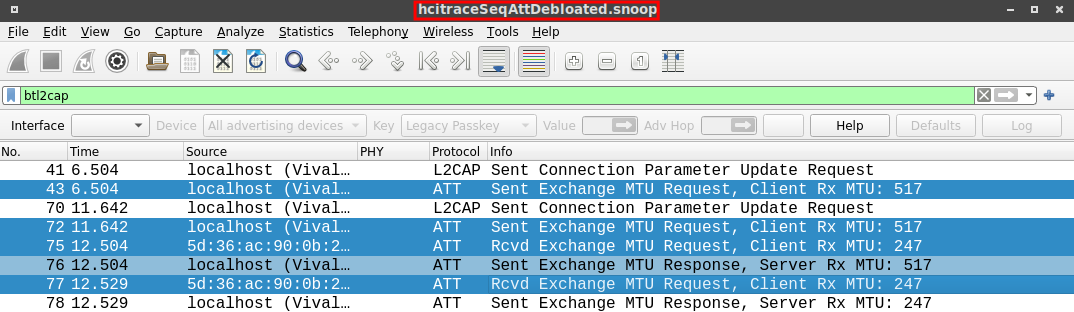 hcitraceSeqAttDebloated.snoop
File Edit View Go Capture Analyze Statistics Telephony Wireless Tools Help
btl2cap
Interface Device All advertising devices Key Legacy Passkey Value Adv Hop Help Defaults Log
No. Time Source PHY Protocol Info
41 6.504 localhost (Vival… L2CAP Sent Connection Parameter Update Request
43 6.504 localhost (Vival… ATT Sent Exchange MTU Request, Client Rx MTU: 517
70 11.642 localhost (Vival… L2CAP Sent Connection Parameter Update Request
72 11.642 localhost (Vival… ATT Sent Exchange MTU Request, Client Rx MTU: 517
75 12.504 5d:36:ac:90:0b:2… ATT Rcvd Exchange MTU Request, Client Rx MTU: 247
76 12.504 localhost (Vival… ATT Sent Exchange MTU Response, Server Rx MTU: 517
77 12.529 5d:36:ac:90:0b:2… ATT Rcvd Exchange MTU Request, Client Rx MTU: 247
78 12.529 localhost (Vival… ATT Sent Exchange MTU Response, Server Rx MTU: 247